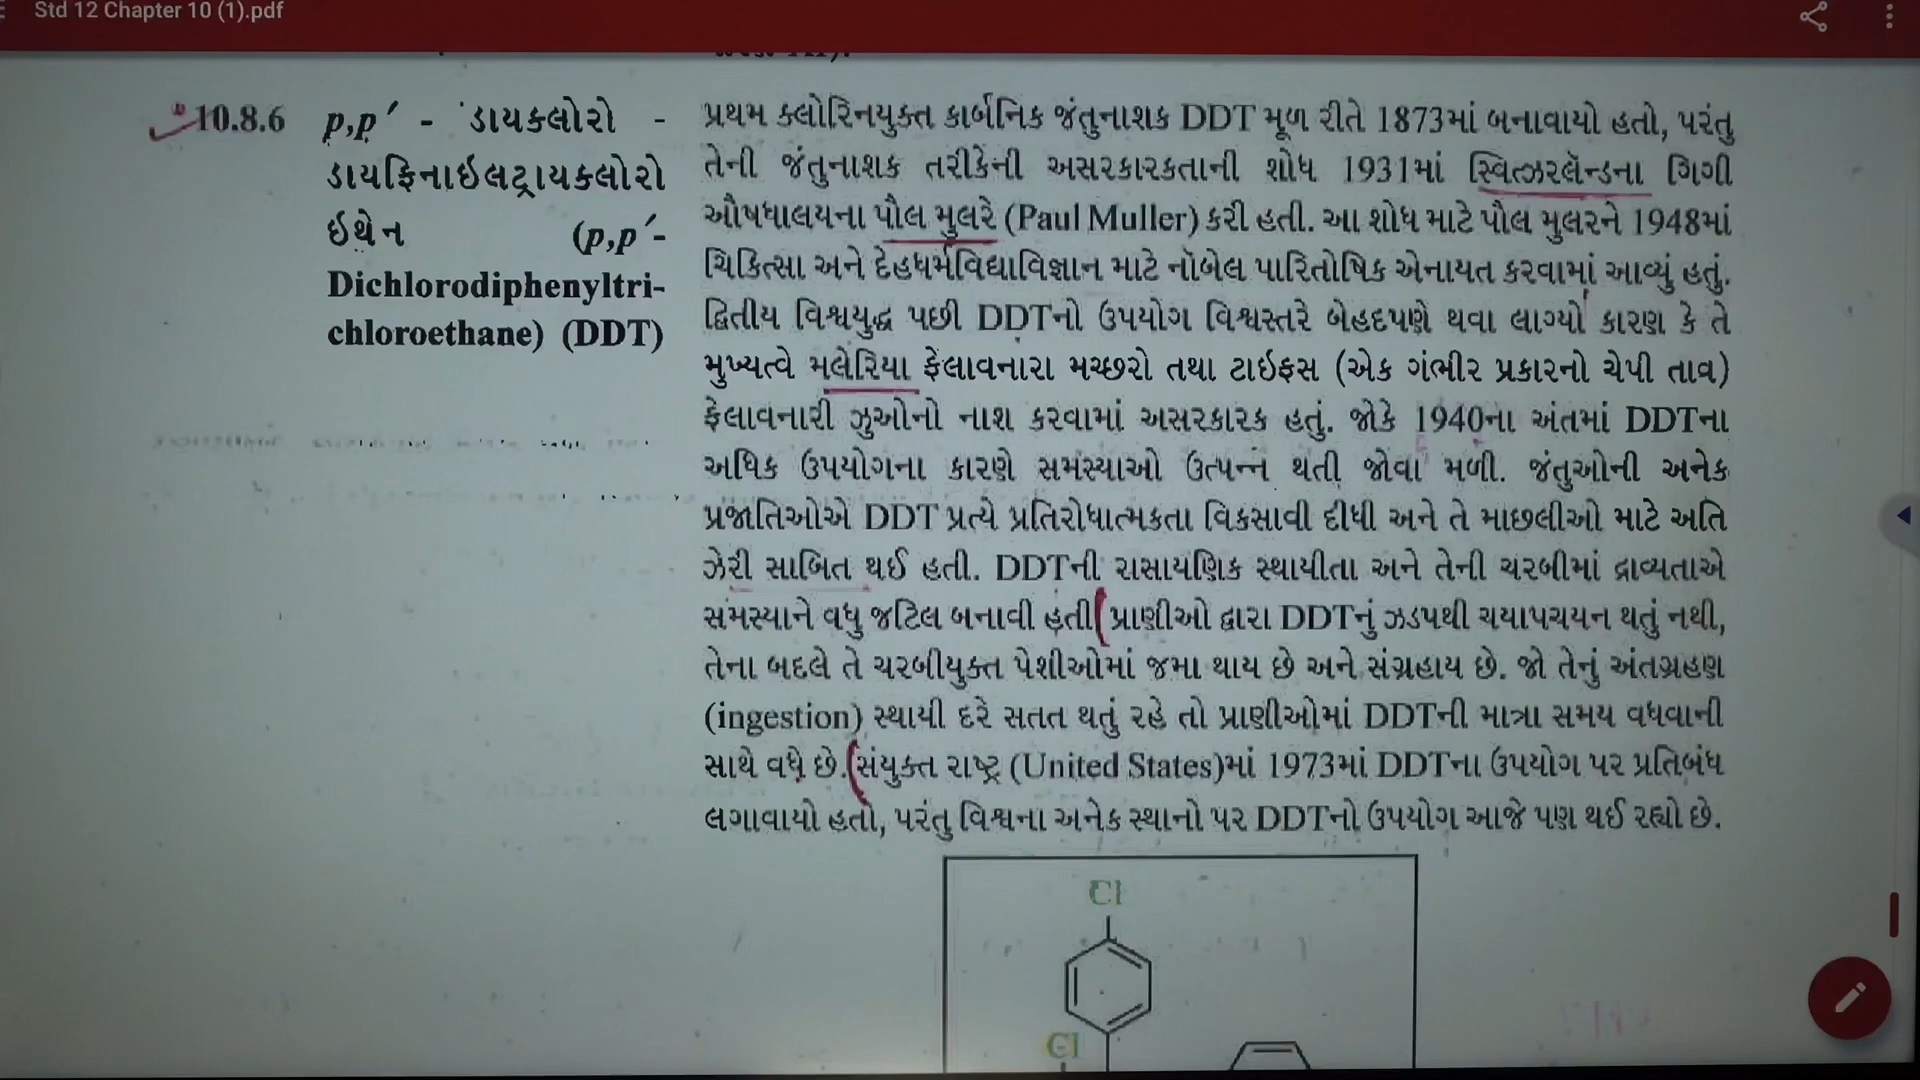 Std 12 Chapter 10 (1).pdf
10.8.6 p,p′ - ડાયક્લોરો -
ડાયફિનાઇલટ્રાયક્લોરો
ઇથેન (p,p′-
Dichlorodiphenyltri-
chloroethane) (DDT)
પ્રથમ ક્લોરિનયુક્ત કાર્બનિક જંતુનાશક DDT મૂળ રીતે 1873માં બનાવાયો હતો, પરંતુ
તેની જંતુનાશક તરીકેની અસરકારકતાની શોધ 1931માં સ્વિત્ઝરલૅન્ડના ગિગી
ઔષધાલયના પૌલ મુલરે (Paul Muller) કરી હતી. આ શોધ માટે પૌલ મુલરને 1948માં
ચિકિત્સા અને દેહધર્મવિદ્યાવિજ્ઞાન માટે નૉબેલ પારિતોષિક એનાયત કરવામાં આવ્યું હતું.
દ્વિતીય વિશ્વયુદ્ધ પછી DDTનો ઉપયોગ વિશ્વસ્તરે બેહદપણે થવા લાગ્યો કારણ કે તે
મુખ્યત્વે મલેરિયા ફેલાવનારા મચ્છરો તથા ટાઇફસ (એક ગંભીર પ્રકારનો ચેપી તાવ)
ફેલાવનારી ઝુઓનો નાશ કરવામાં અસરકારક હતું. જોકે 1940ના અંતમાં DDTના
અધિક ઉપયોગના કારણે સમસ્યાઓ ઉત્પન્ન થતી જોવા મળી. જંતુઓની અનેક
પ્રજાતિઓએ DDT પ્રત્યે પ્રતિરોધાત્મકતા વિકસાવી દીધી અને તે માછલીઓ માટે અતિ
ઝેરી સાબિત થઈ હતી. DDTની રાસાયણિક સ્થાયીતા અને તેની ચરબીમાં દ્રાવ્યતાએ
સમસ્યાને વધુ જટિલ બનાવી હતી પ્રાણીઓ દ્વારા DDTનું ઝડપથી ચયાપચયન થતું નથી,
તેના બદલે તે ચરબીયુક્ત પેશીઓમાં જમા થાય છે અને સંગ્રહાય છે. જો તેનું અંતગ્રહણ
(ingestion) સ્થાયી દરે સતત થતું રહે તો પ્રાણીઓમાં DDTની માત્રા સમય વધવાની
સાથે વધે છે. સંયુક્ત રાષ્ટ્ર (United States)માં 1973માં DDTના ઉપયોગ પર પ્રતિબંધ
લગાવાયો હતો, પરંતુ વિશ્વના અનેક સ્થાનો પર DDTનો ઉપયોગ આજે પણ થઈ રહ્યો છે.
Cl
Cl